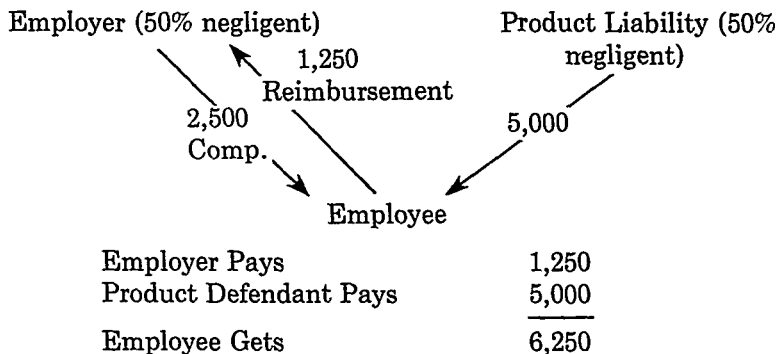 Employer (50% negligent) Product Liability (50%
negligent)
1,250
Reimbursement
2,500
Comp.
5,000
Employee
Employer Pays 1,250
Product Defendant Pays 5,000
Employee Gets 6,250